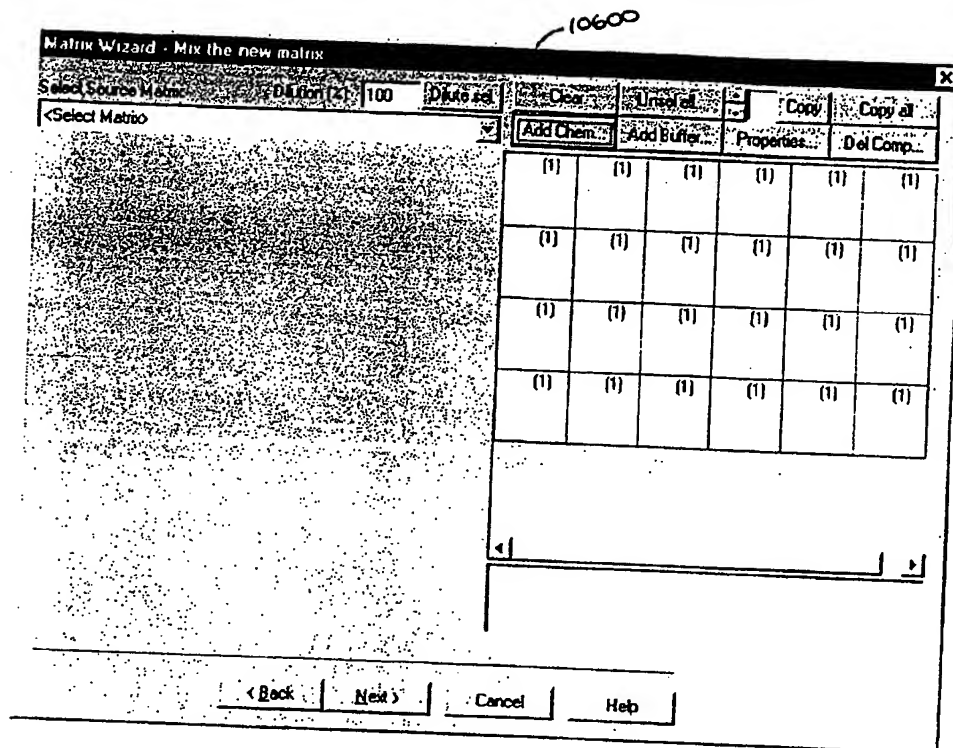 10600
Matrix Wizard - Mix the new matrix
Select Source Matrix Dilution [%] 100 Dilute sel Clear Unsel all Copy Copy all
<Select Matrix> Add Chem... Add Buffer... Properties... Del Comp...
(1) (1) (1) (1) (1) (1)
(1) (1) (1) (1) (1) (1)
(1) (1) (1) (1) (1) (1)
(1) (1) (1) (1) (1) (1)
< Back Next > Cancel Help